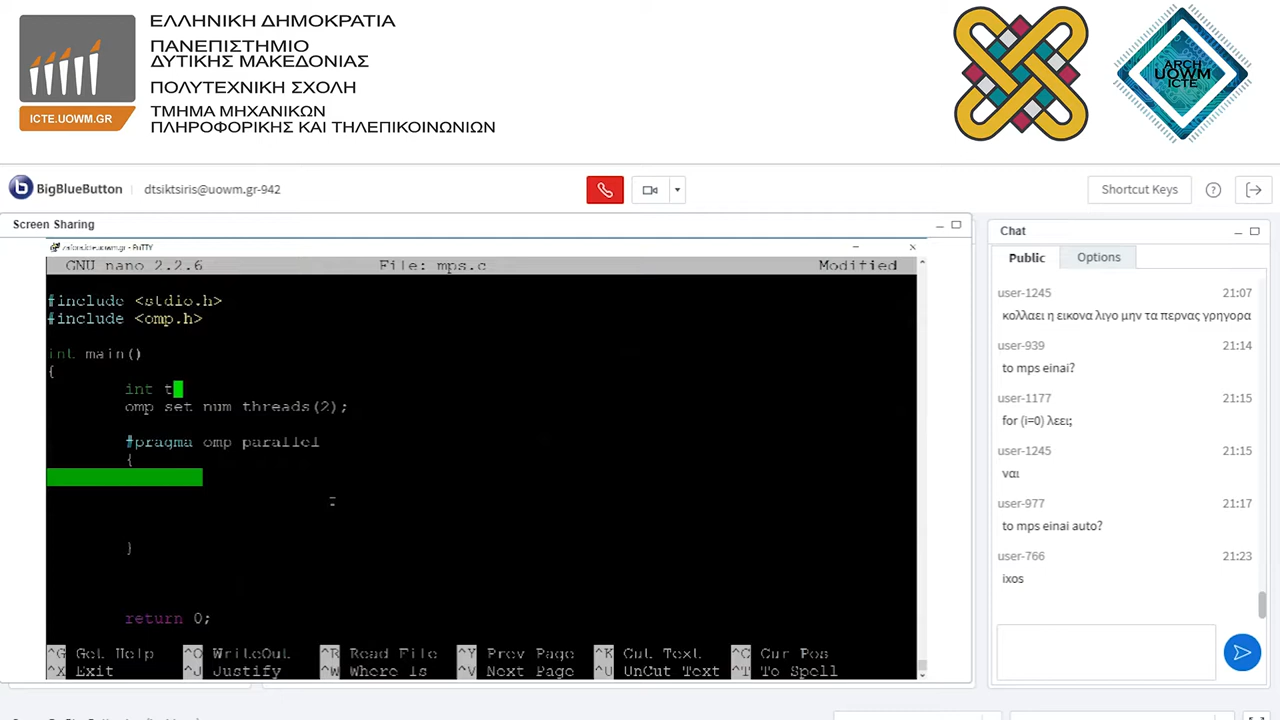 ΕΛΛΗΝΙΚΗ ΔΗΜΟΚΡΑΤΙΑ
ΠΑΝΕΠΙΣΤΗΜΙΟ
ΔΥΤΙΚΗΣ ΜΑΚΕΔΟΝΙΑΣ
ΠΟΛΥΤΕΧΝΙΚΗ ΣΧΟΛΗ
ΤΜΗΜΑ ΜΗΧΑΝΙΚΩΝ
ΠΛΗΡΟΦΟΡΙΚΗΣ ΚΑΙ ΤΗΛΕΠΙΚΟΙΝΩΝΙΩΝ
ICTE.UOWM.GR
ARCH
UOWM
ICTE
BigBlueButton
dtsiktsiris@uowm.gr-942
Shortcut Keys
Screen Sharing
PuTTY
GNU nano 2.2.6 File: mps.c Modified
#include <stdio.h>
#include <omp.h>
int main()
{
int t
omp set num threads(2);
#pragma omp parallel
{
}
return 0;
^G Get Help ^O WriteOut ^R Read File ^Y Prev Page ^K Cut Text ^C Cur Pos
^X Exit ^J Justify ^W Where Is ^V Next Page ^U UnCut Text ^T To Spell
Chat
Public Options
user-1245 21:07
κολλαει η εικονα λιγο μην τα περνας γρηγορα
user-939 21:14
to mps einai?
user-1177 21:15
for (i=0) λεει;
user-1245 21:15
ναι
user-977 21:17
to mps einai auto?
user-766 21:23
ixos